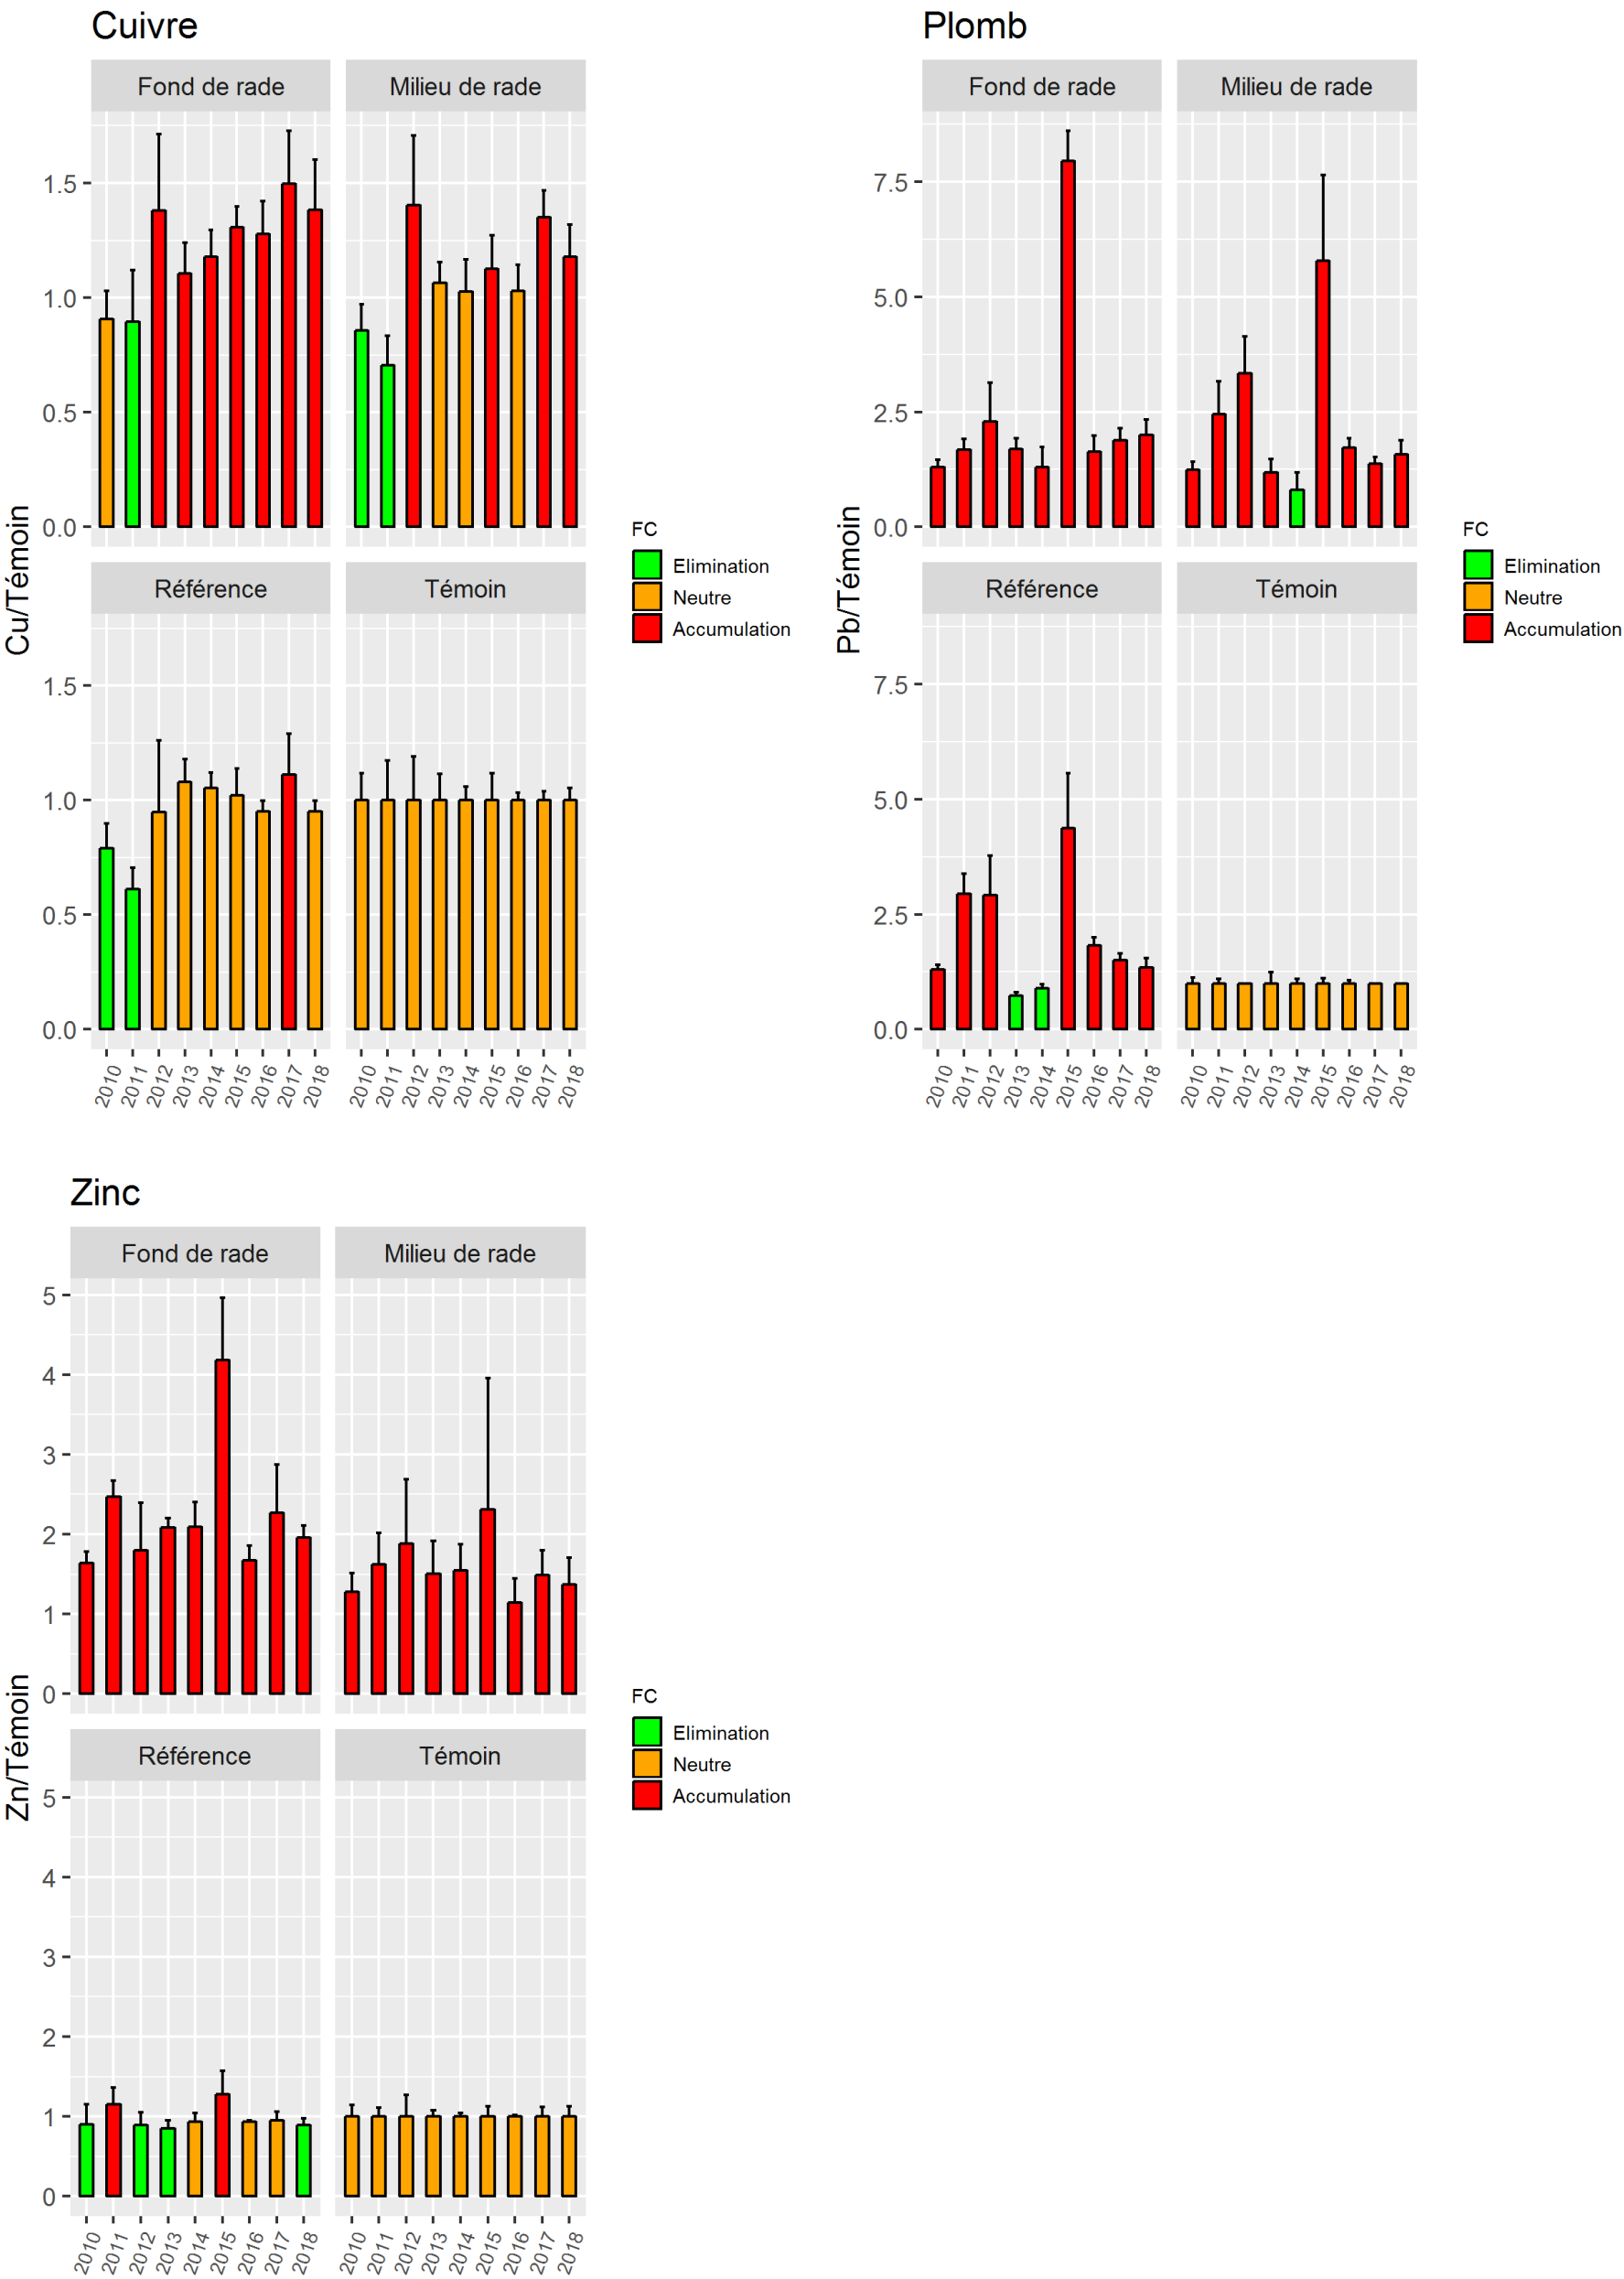 Cuivre
Fond de rade
Milieu de rade
1.5
1.0
0.5
0.0
Référence
Témoin
1.5
1.0
0.5
0.0
2010 2011 2012 2013 2014 2015 2016 2017 2018
2010 2011 2012 2013 2014 2015 2016 2017 2018
Cu/Témoin
FC
Elimination
Neutre
Accumulation
Plomb
Fond de rade
Milieu de rade
7.5
5.0
2.5
0.0
Référence
Témoin
7.5
5.0
2.5
0.0
2010 2011 2012 2013 2014 2015 2016 2017 2018
2010 2011 2012 2013 2014 2015 2016 2017 2018
Pb/Témoin
FC
Elimination
Neutre
Accumulation
Zinc
Fond de rade
Milieu de rade
5
4
3
2
1
0
Référence
Témoin
5
4
3
2
1
0
2010 2011 2012 2013 2014 2015 2016 2017 2018
2010 2011 2012 2013 2014 2015 2016 2017 2018
Zn/Témoin
FC
Elimination
Neutre
Accumulation